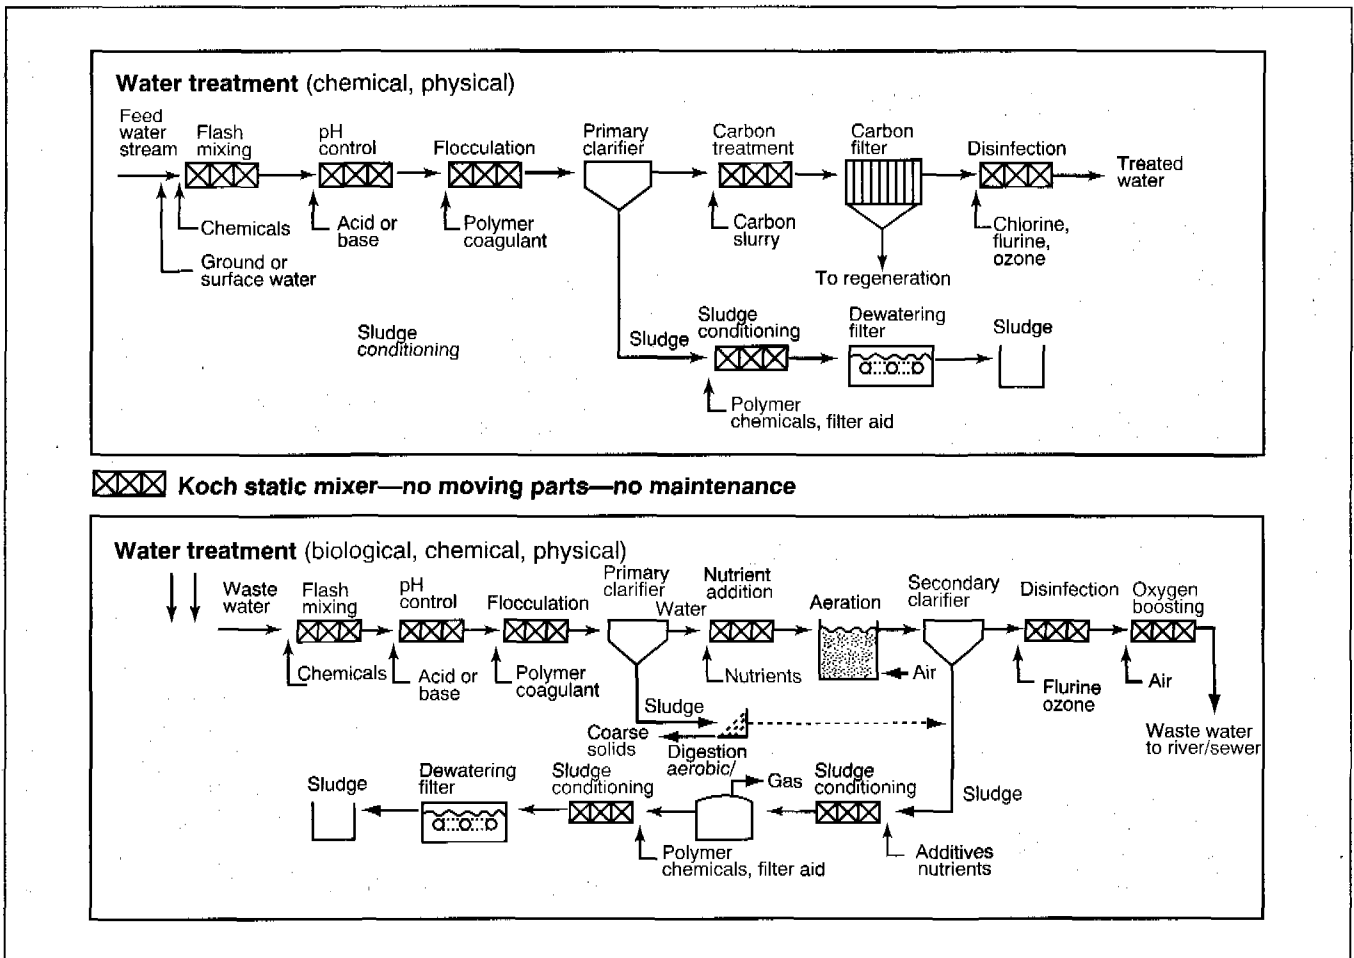 Water treatment (chemical, physical)
Feed
water
stream
Flash
mixing
pH
control
Flocculation
Primary
clarifier
Carbon
treatment
Carbon
filter
Disinfection
Treated
water
Chemicals
Ground or
surface water
Acid or
base
Polymer
coagulant
Carbon
slurry
To regeneration
Chlorine,
flurine,
ozone
Sludge
conditioning
Sludge
Sludge
conditioning
Dewatering
filter
Sludge
Polymer
chemicals, filter aid
Koch static mixer—no moving parts—no maintenance
Water treatment (biological, chemical, physical)
Waste
water
Flash
mixing
pH
control
Flocculation
Primary
clarifier
Water
Nutrient
addition
Aeration
Secondary
clarifier
Disinfection
Oxygen
boosting
Chemicals
Acid or
base
Polymer
coagulant
Nutrients
Air
Flurine
ozone
Air
Sludge
Coarse
solids
Digestion
aerobic/
Waste water
to river/sewer
Sludge
Dewatering
filter
Sludge
conditioning
Gas
Sludge
conditioning
Sludge
Polymer
chemicals, filter aid
Additives
nutrients